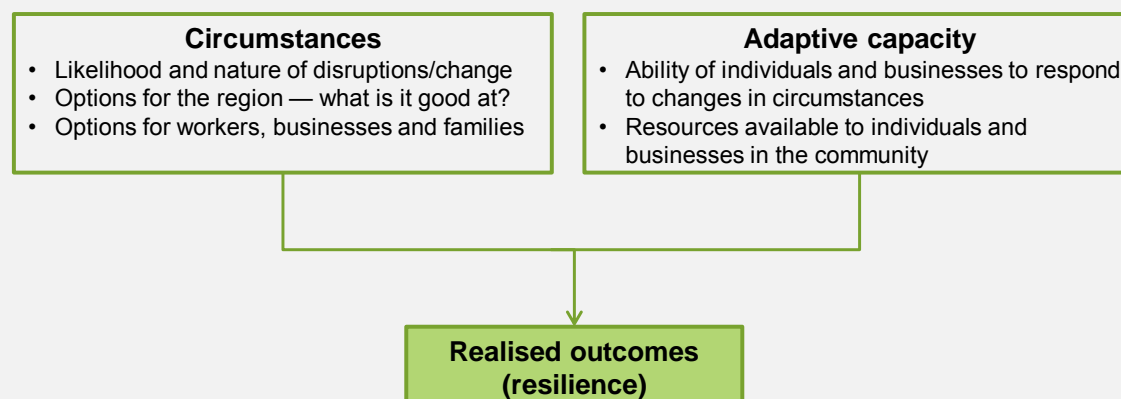 Circumstances
• Likelihood and nature of disruptions/change
• Options for the region — what is it good at?
• Options for workers, businesses and families
Adaptive capacity
• Ability of individuals and businesses to respond
to changes in circumstances
• Resources available to individuals and
businesses in the community
Realised outcomes
(resilience)